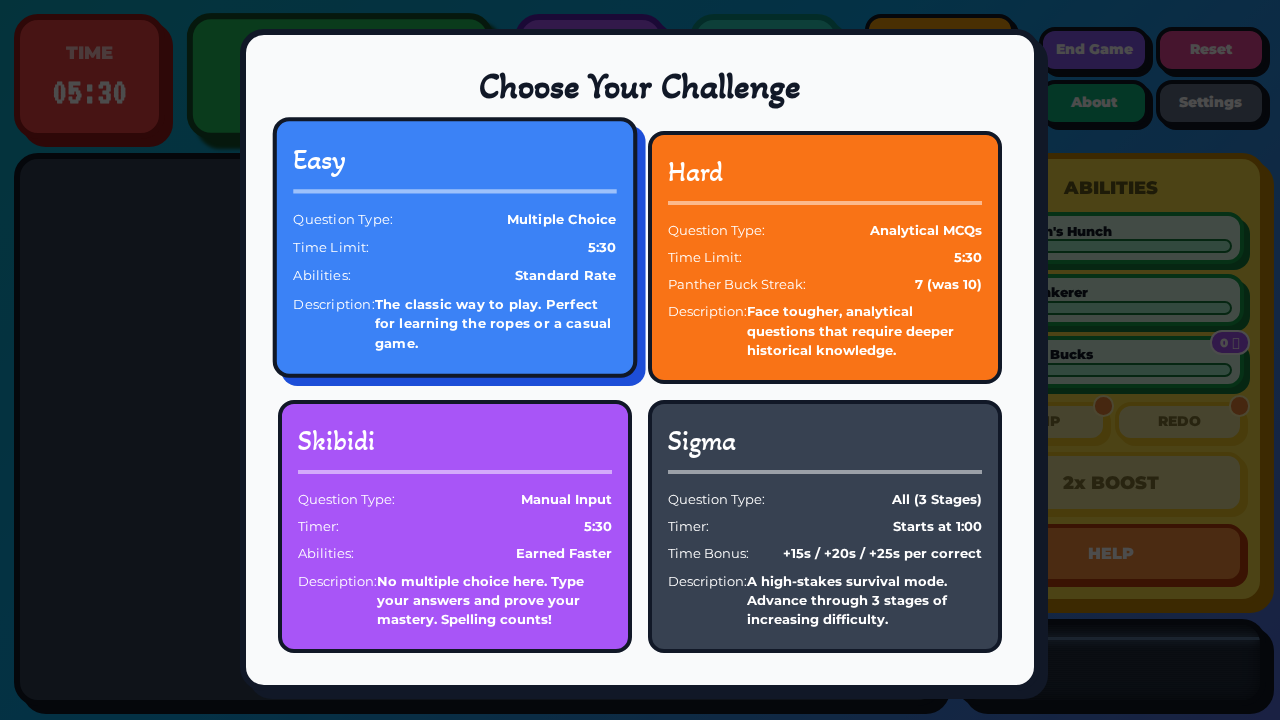 TIME
05:30
End Game
Reset
About
Settings
Choose Your Challenge
Easy
Question Type: Multiple Choice
Time Limit: 5:30
Abilities: Standard Rate
Description: The classic way to play. Perfect
for learning the ropes or a casual
game.
Hard
Question Type: Analytical MCQs
Time Limit: 5:30
Panther Buck Streak: 7 (was 10)
Description: Face tougher, analytical
questions that require deeper
historical knowledge.
Skibidi
Question Type: Manual Input
Timer: 5:30
Abilities: Earned Faster
Description: No multiple choice here. Type
your answers and prove your
mastery. Spelling counts!
Sigma
Question Type: All (3 Stages)
Timer: Starts at 1:00
Time Bonus: +15s / +20s / +25s per correct
Description: A high-stakes survival mode.
Advance through 3 stages of
increasing difficulty.
ABILITIES
Hunch
Bucks
0
REDO
2x BOOST
HELP